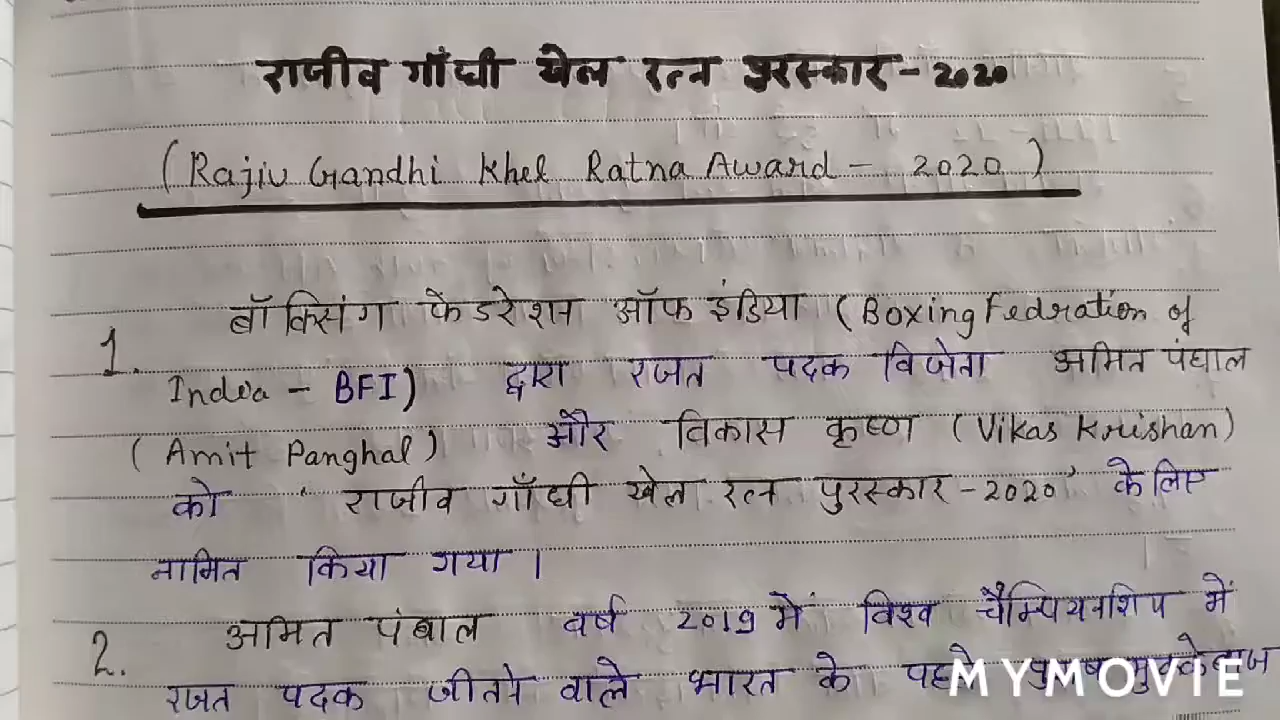 राजीव गाँधी खेल रत्न पुरस्कार - 2020
(Rajiv Gandhi Khel Ratna Award - 2020)
1. बॉक्सिंग फेडरेशन ऑफ इंडिया (Boxing Fedration of
India - BFI) द्वारा रजत पदक विजेता अमित पंघाल
(Amit Panghal) और विकास कृष्ण (Vikas Krishan)
को 'राजीव गाँधी खेल रत्न पुरस्कार - 2020' के लिए
नामित किया गया ।
2. अमित पंघाल वर्ष 2019 में विश्व चैम्पियनशिप में
रजत पदक जीतने वाले भारत के पहले पुरुष मुक्केबाज
MYMOVIE